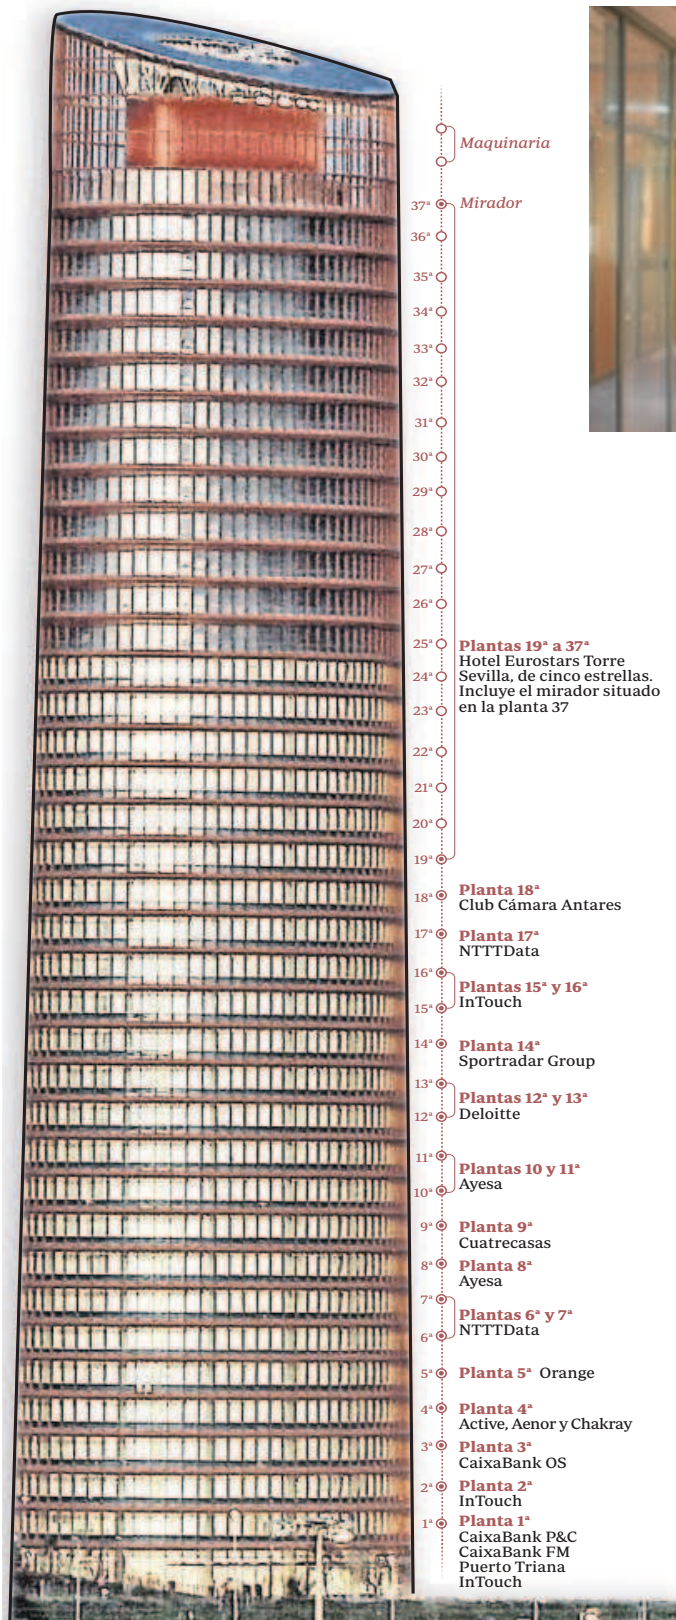 Maquinaria
37ª Mirador
36ª
35ª
34ª
33ª
32ª
31ª
30ª
29ª
28ª
27ª
26ª
25ª
24ª
23ª
22ª
21ª
20ª
19ª
Plantas 19ª a 37ª
Hotel Eurostars Torre
Sevilla, de cinco estrellas.
Incluye el mirador situado
en la planta 37
18ª
Planta 18ª
Club Cámara Antares
17ª
Planta 17ª
NTTTData
16ª
15ª
Plantas 15ª y 16ª
InTouch
14ª
Planta 14ª
Sportradar Group
13ª
12ª
Plantas 12ª y 13ª
Deloitte
11ª
10ª
Plantas 10 y 11ª
Ayesa
9ª
Planta 9ª
Cuatrecasas
8ª
Planta 8ª
Ayesa
7ª
6ª
Plantas 6ª y 7ª
NTTTData
5ª Planta 5ª Orange
4ª
Planta 4ª
Active, Aenor y Chakray
3ª
Planta 3ª
CaixaBank OS
2ª
Planta 2ª
InTouch
1ª
Planta 1ª
CaixaBank P&C
CaixaBank FM
Puerto Triana
InTouch